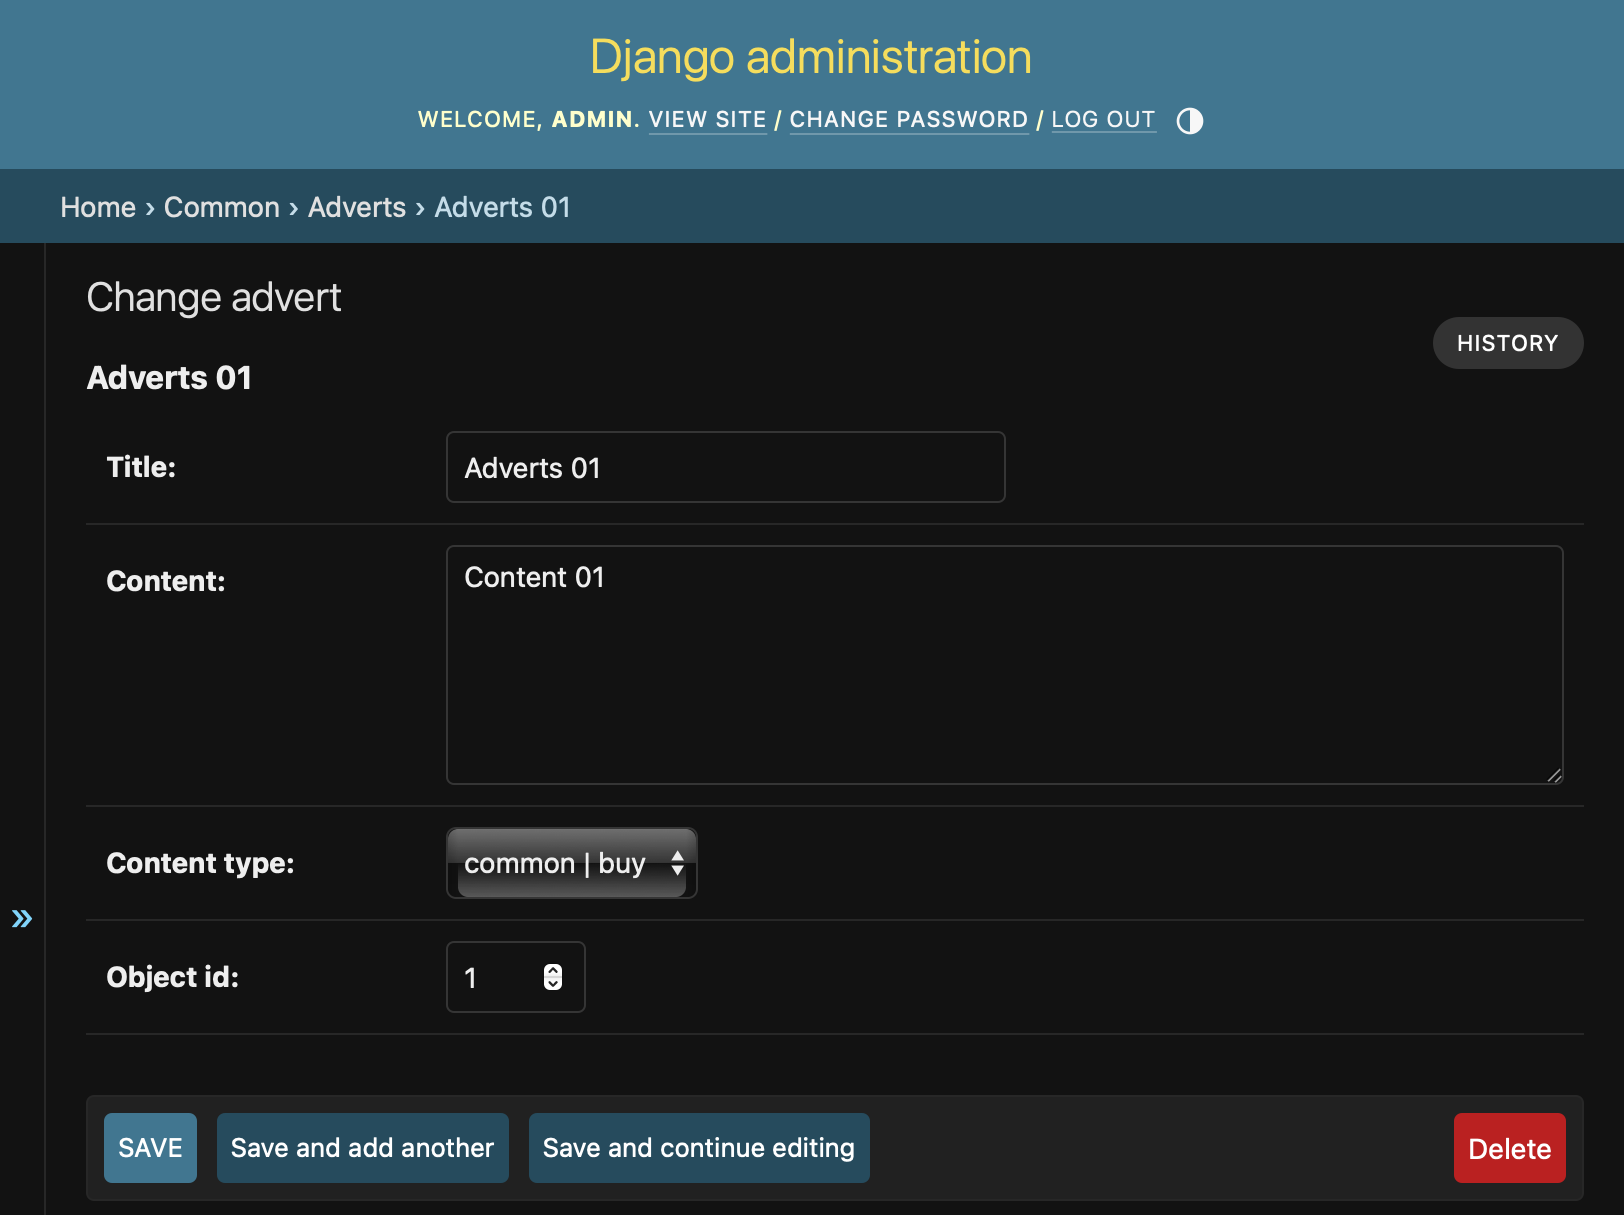 Django administration
WELCOME, ADMIN. VIEW SITE / CHANGE PASSWORD / LOG OUT
Home › Common › Adverts › Adverts 01
Change advert
HISTORY
Adverts 01
Title: Adverts 01
Content: Content 01
Content type: common | buy
»
Object id: 1
SAVE Save and add another Save and continue editing Delete